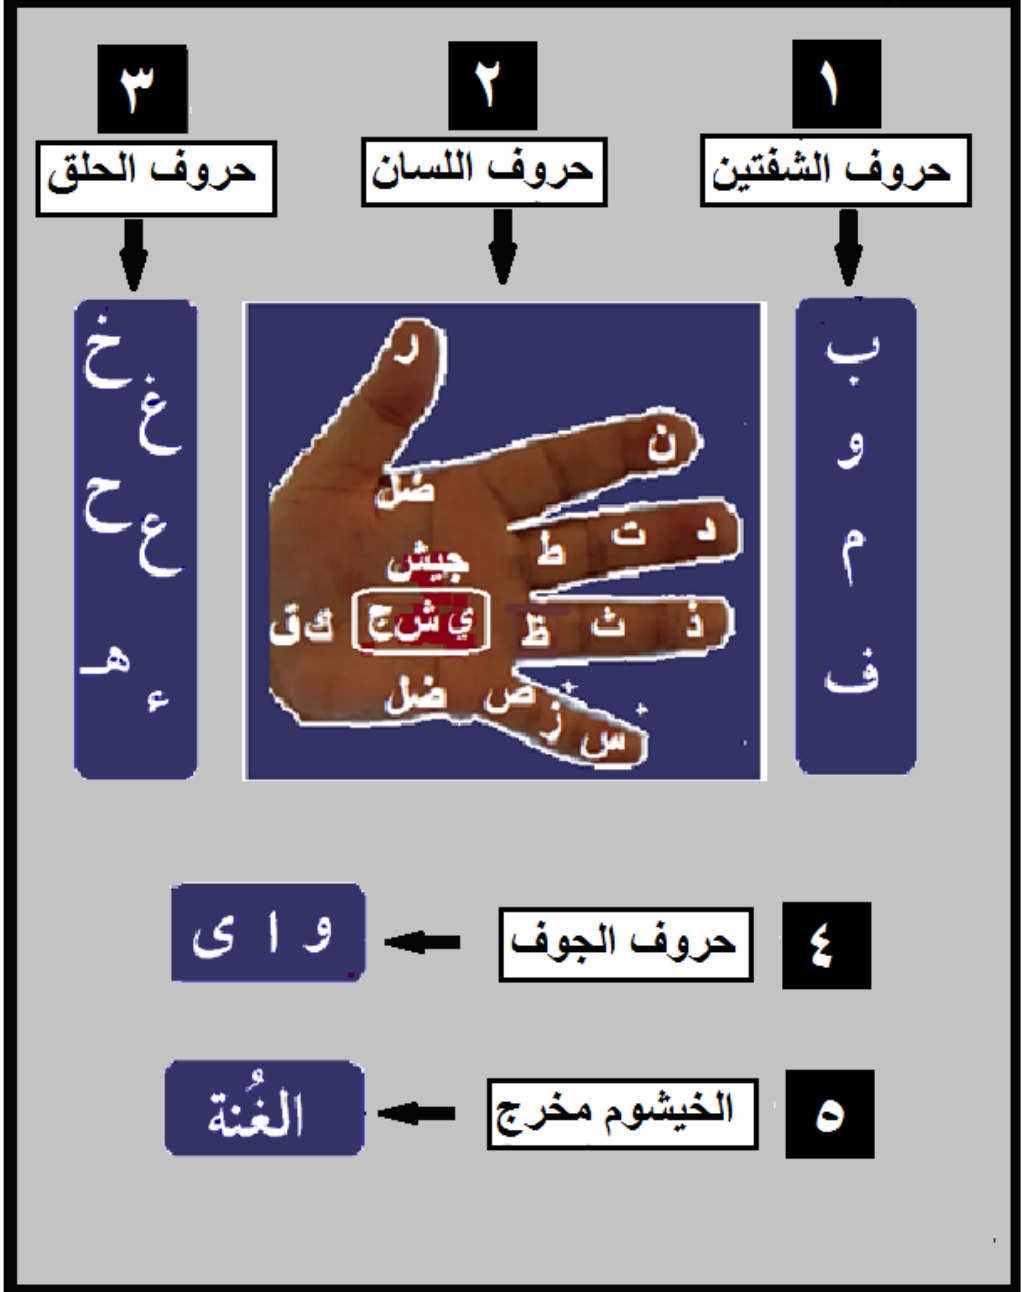 ١
حروف الشفتين
ب
و
م
ف
٢
حروف اللسان
ر
ن
ضل
د
ت
ط
جيش
ذ
ث
ظ
ي ش ج
ك ق
ضل
ص
ز
س
٣
حروف الحلق
خ
غ
ح
ع
هـ
ء
٤
حروف الجوف
و ا ى
٥
الخيشوم مخرج
الغُنة